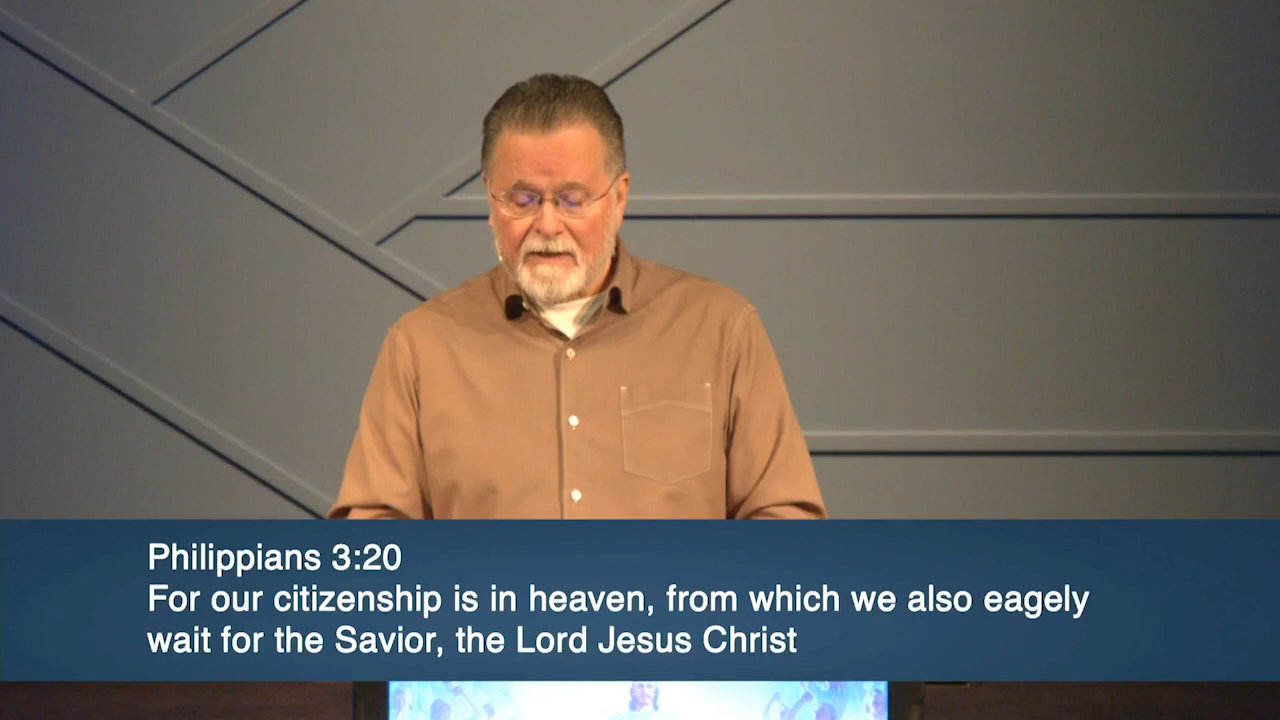 Philippians 3:20
For our citizenship is in heaven, from which we also eagely
wait for the Savior, the Lord Jesus Christ